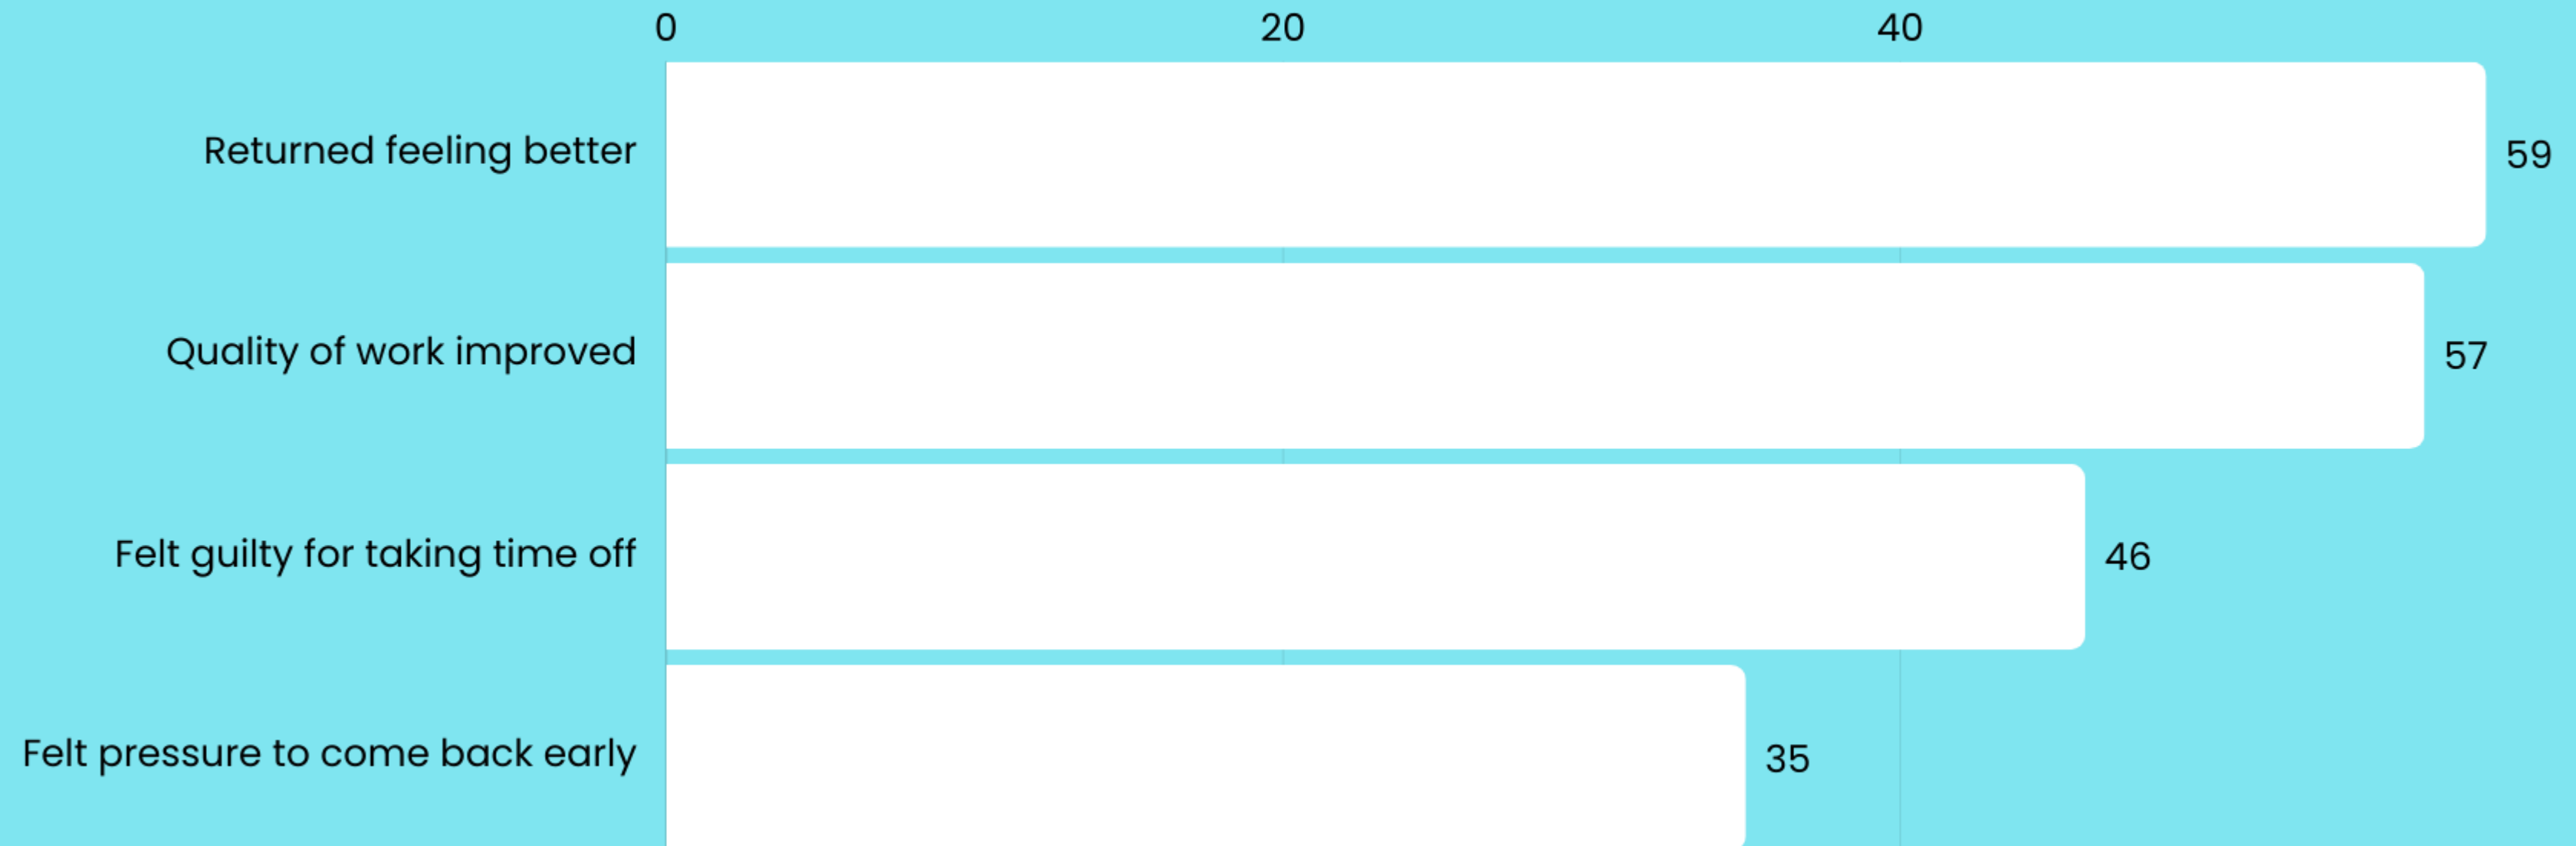 0 20 40
Returned feeling better 59
Quality of work improved 57
Felt guilty for taking time off 46
Felt pressure to come back early 35